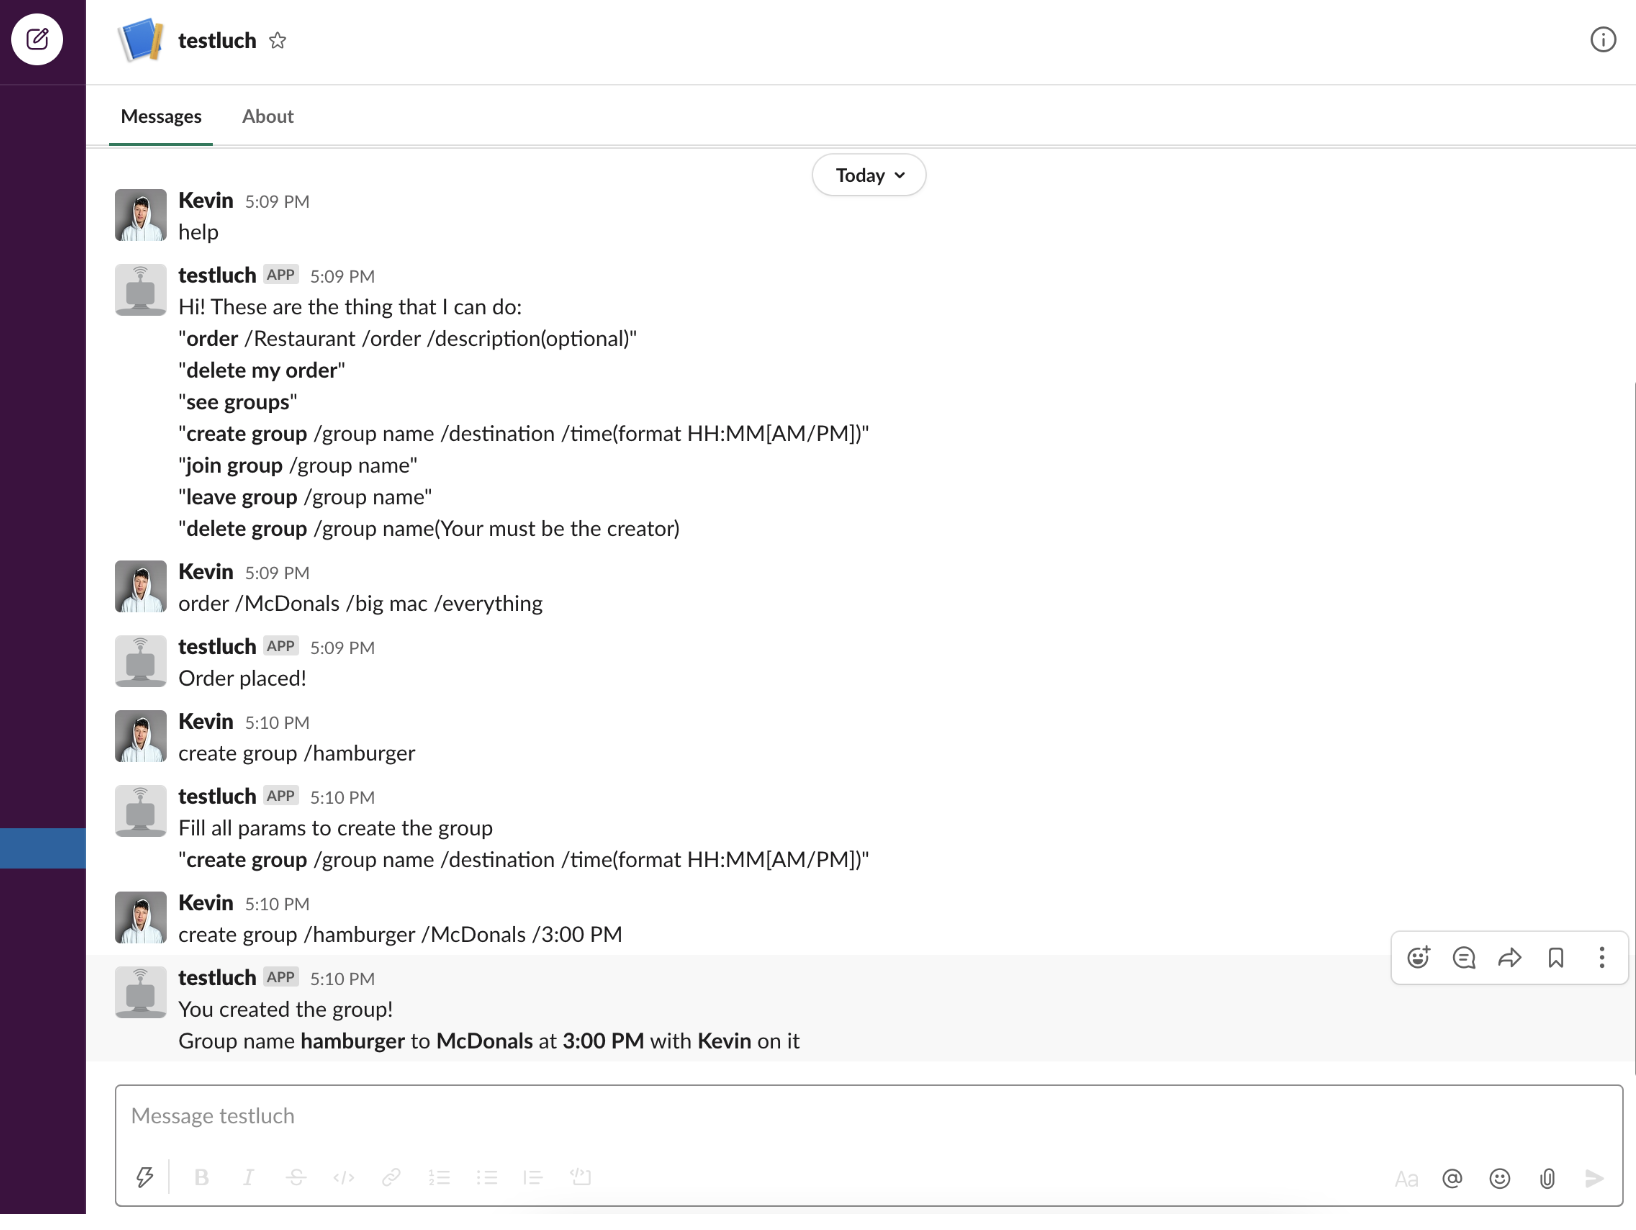 testluch
Messages About
Today
Kevin 5:09 PM
help
testluch APP 5:09 PM
Hi! These are the thing that I can do:
"order /Restaurant /order /description(optional)"
"delete my order"
"see groups"
"create group /group name /destination /time(format HH:MM[AM/PM])"
"join group /group name"
"leave group /group name"
"delete group /group name(Your must be the creator)
Kevin 5:09 PM
order /McDonals /big mac /everything
testluch APP 5:09 PM
Order placed!
Kevin 5:10 PM
create group /hamburger
testluch APP 5:10 PM
Fill all params to create the group
"create group /group name /destination /time(format HH:MM[AM/PM])"
Kevin 5:10 PM
create group /hamburger /McDonals /3:00 PM
testluch APP 5:10 PM
You created the group!
Group name hamburger to McDonals at 3:00 PM with Kevin on it
Message testluch
B I S Aa @